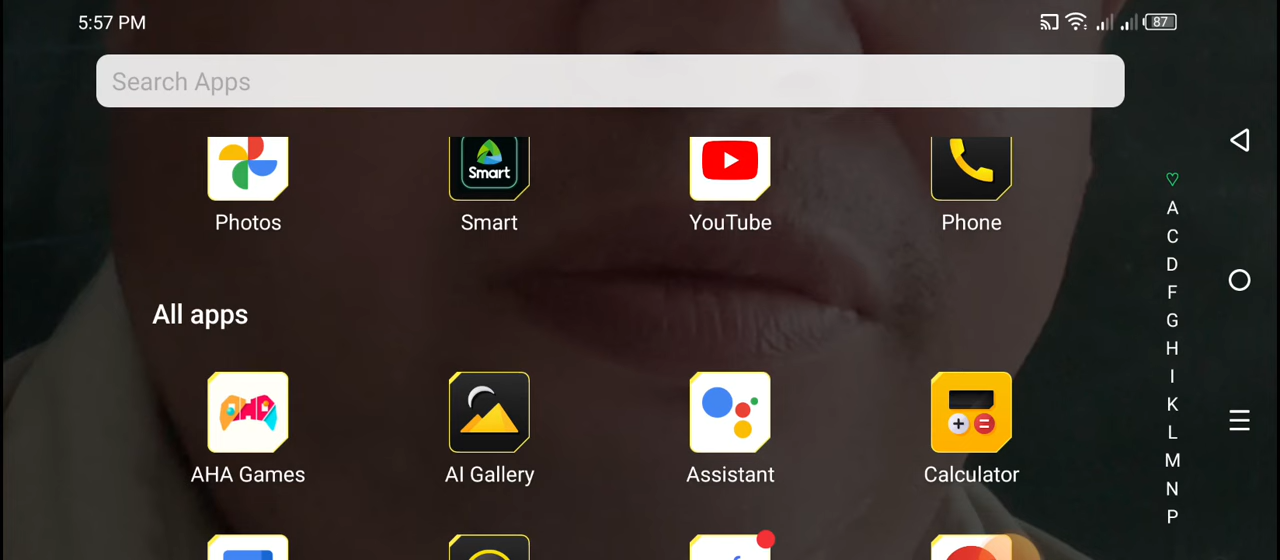 5:57 PM
87
Search Apps
Smart
Photos
Smart
YouTube
Phone
All apps
AHA
AHA Games
AI Gallery
Assistant
Calculator
A
C
D
F
G
H
I
K
L
M
N
P